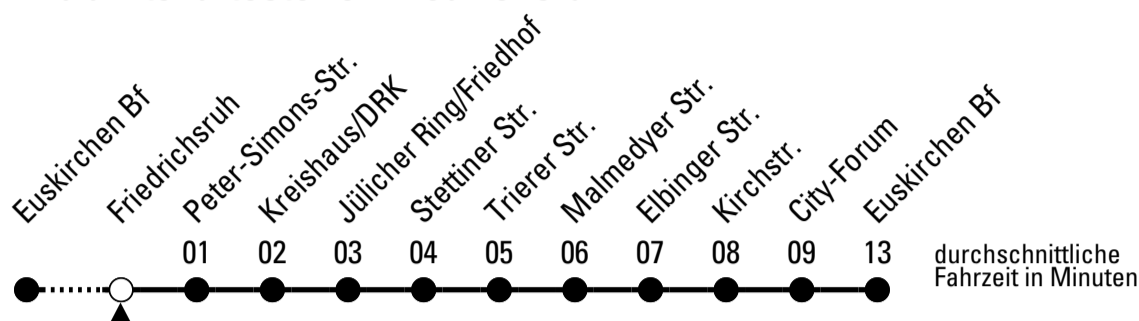 Euskirchen Bf
Friedrichsruh
Peter-Simons-Str.
Kreishaus/DRK
Jülicher Ring/Friedhof
Stettiner Str.
Trierer Str.
Malmedyer Str.
Elbinger Str.
Kirchstr.
City-Forum
Euskirchen Bf
01 02 03 04 05 06 07 08 09 13
durchschnittliche
Fahrzeit in Minuten